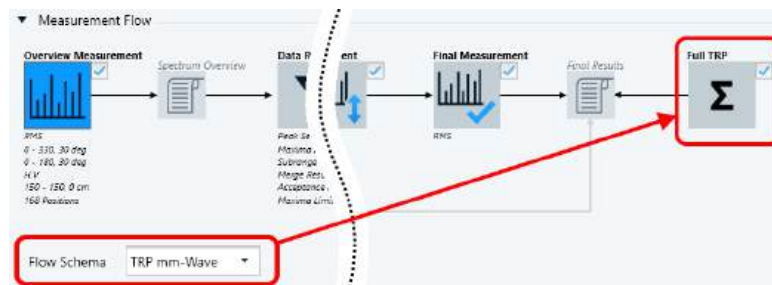 Measurement Flow
Overview Measurement
Spectrum Overview
Data R
ment
Final Measurement
Final Results
Full TRP
Σ
RMS
0 - 330, 30 deg
0 - 180, 30 deg
H,V
150 - 150, 0 cm
168 Positions
Peak Se
Maxima
Subrange
Merge Resu
Acceptance
Maxima Limi
RMS
Flow Schema
TRP mm-Wave